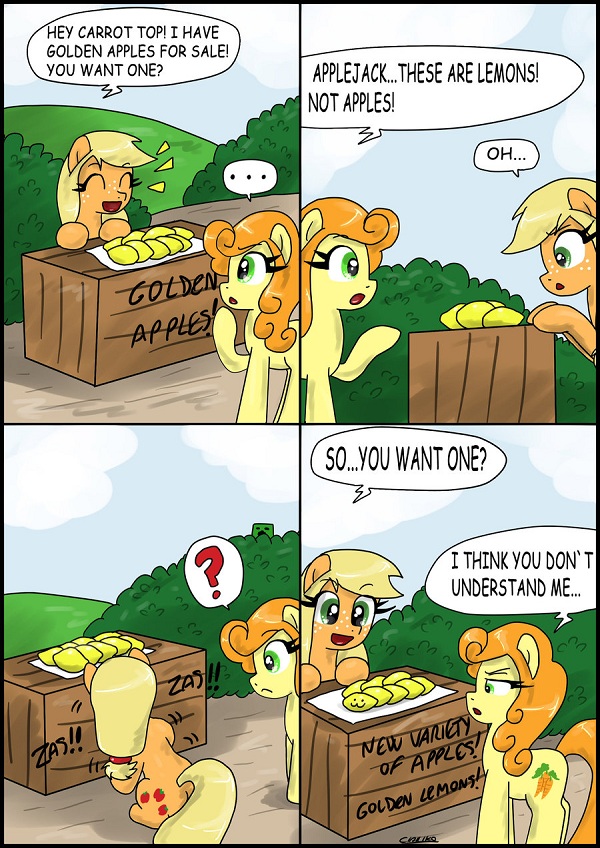 HEY CARROT TOP! I HAVE
GOLDEN APPLES FOR SALE!
YOU WANT ONE?
...
GOLDEN
APPLES!
APPLEJACK...THESE ARE LEMONS!
NOT APPLES!
OH...
?
ZAS!!
ZAS!!
SO...YOU WANT ONE?
I THINK YOU DON`T
UNDERSTAND ME...
NEW VARIETY
OF APPLES!
GOLDEN LEMONS!